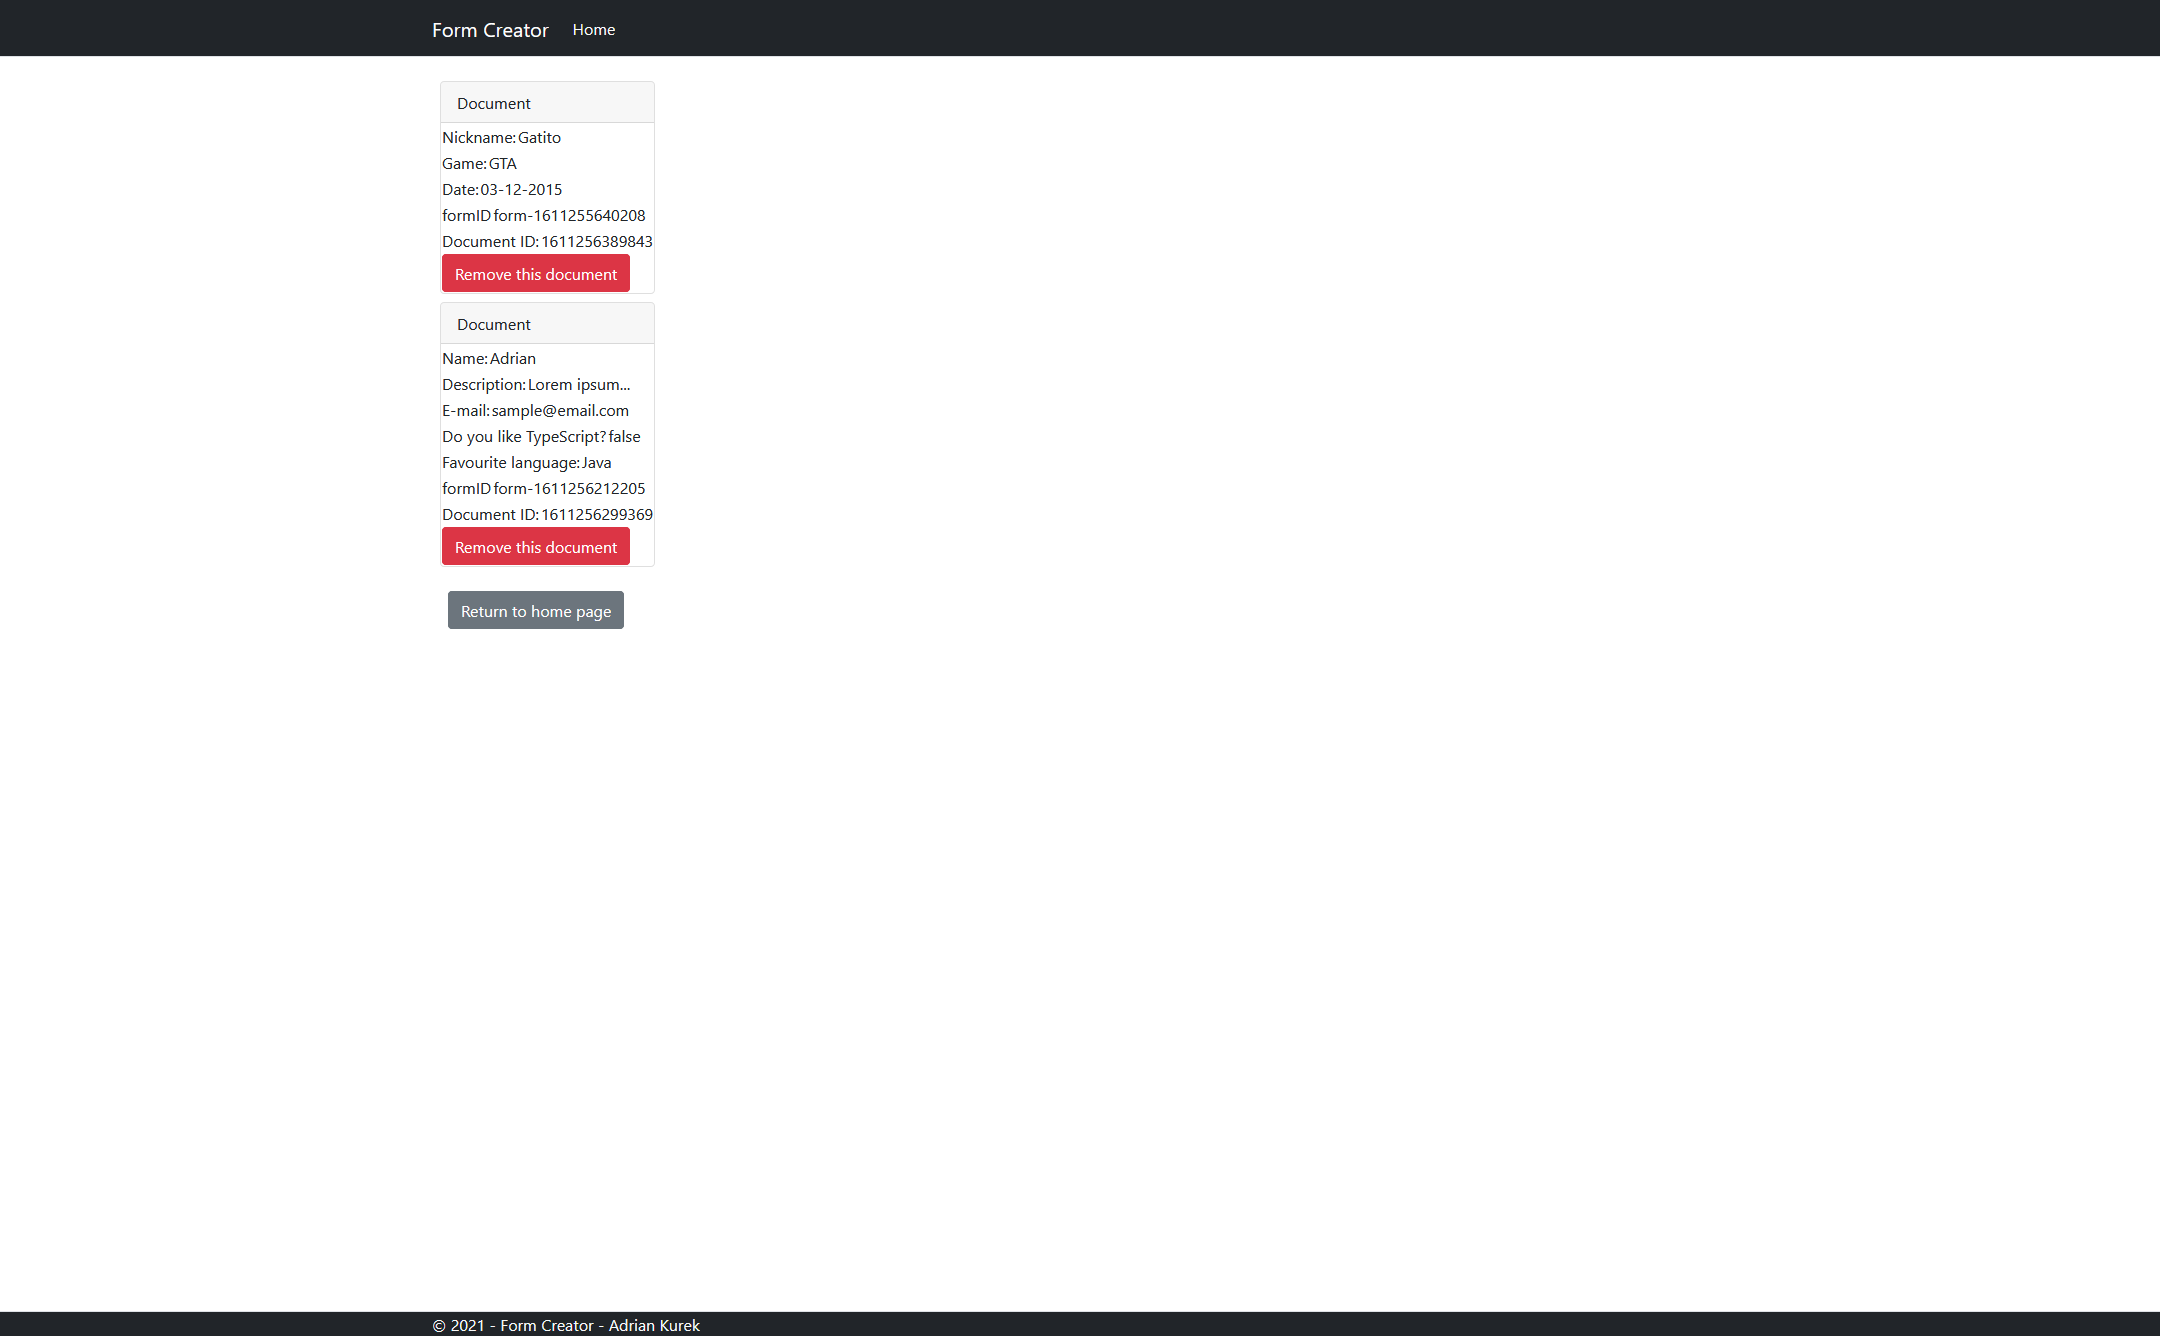 Form Creator Home
Document
Nickname: Gatito
Game: GTA
Date: 03-12-2015
formID form-1611255640208
Document ID: 1611256389843
Remove this document
Document
Name: Adrian
Description: Lorem ipsum...
E-mail: sample@email.com
Do you like TypeScript? false
Favourite language: Java
formID form-1611256212205
Document ID: 1611256299369
Remove this document
Return to home page
© 2021 - Form Creator - Adrian Kurek